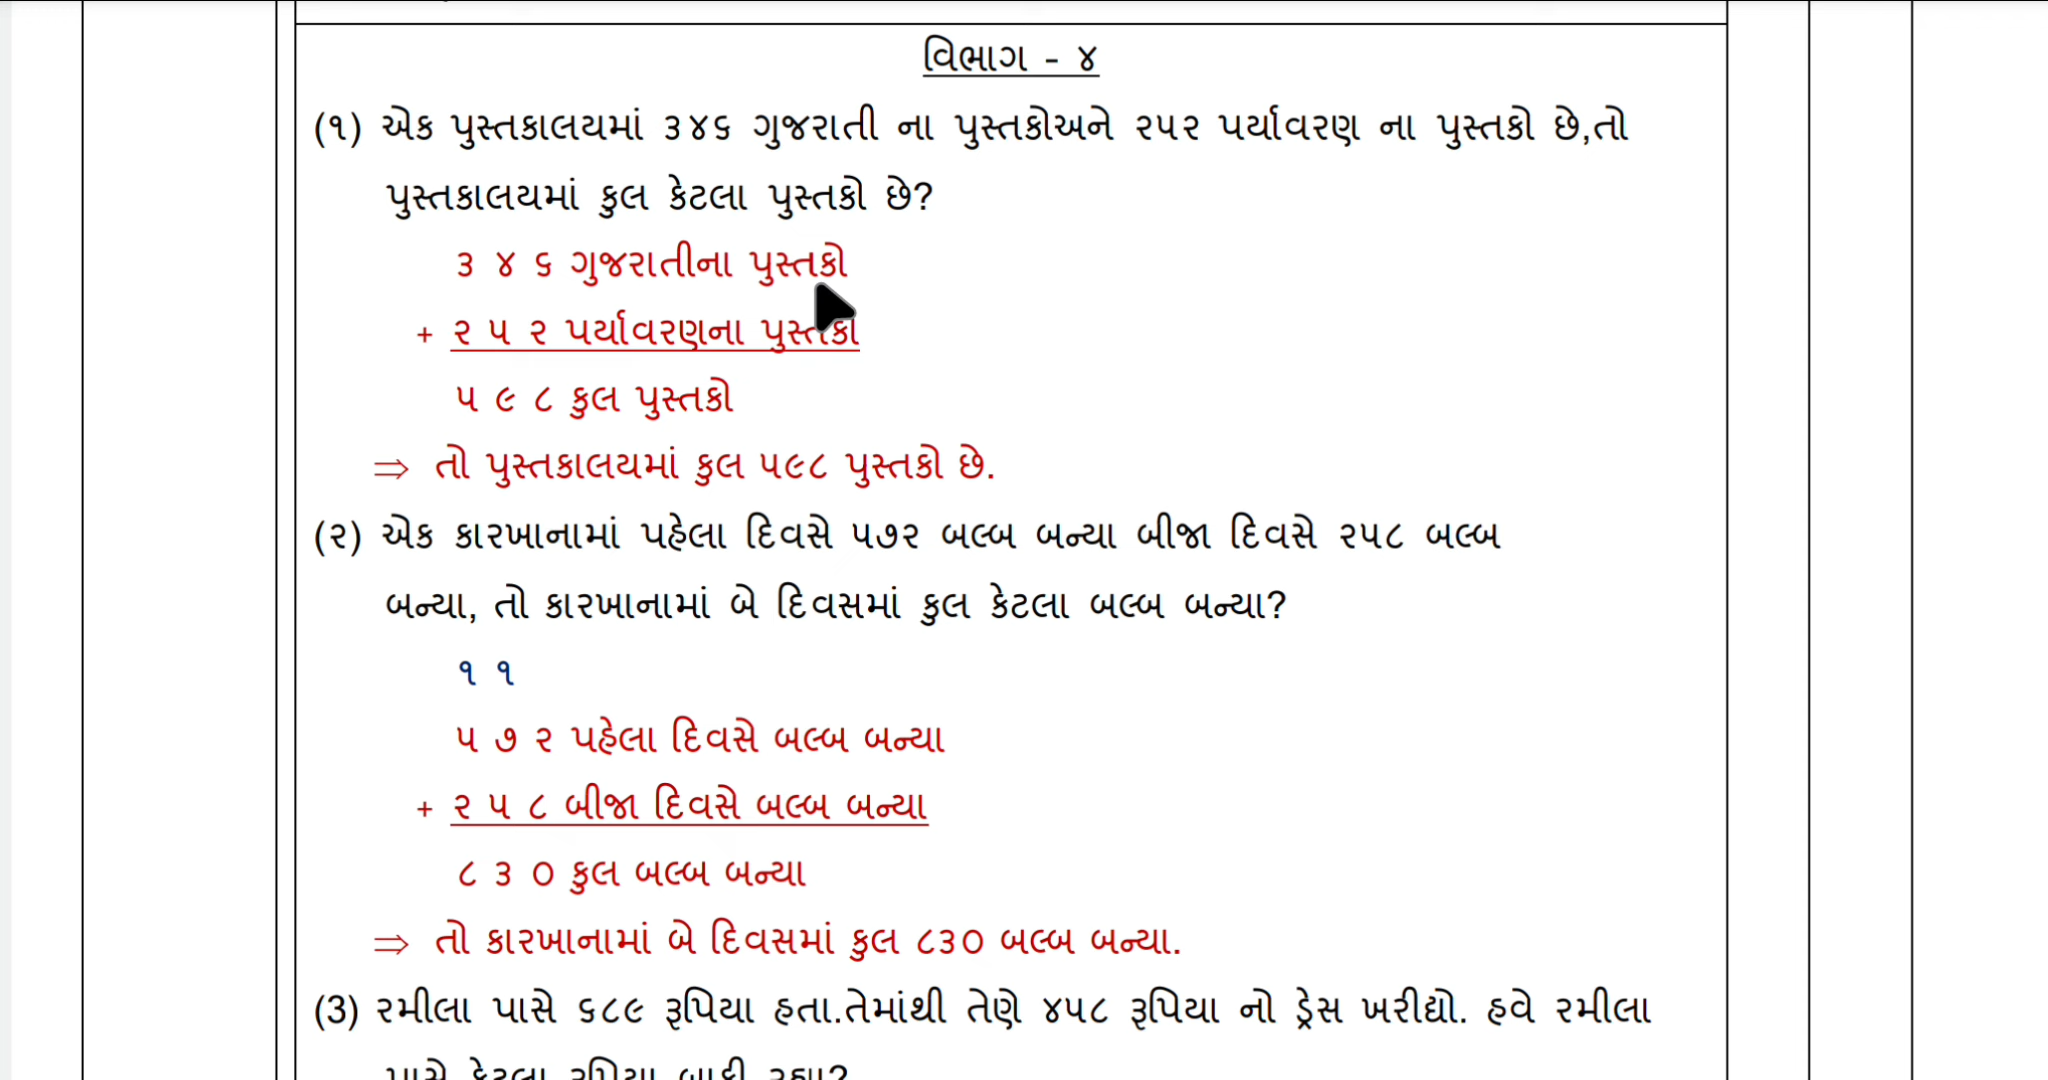 વિભાગ - ૪
(૧) એક પુસ્તકાલયમાં ૩૪૬ ગુજરાતી ના પુસ્તકોઅને ૨૫૨ પર્યાવરણ ના પુસ્તકો છે,તો
પુસ્તકાલયમાં કુલ કેટલા પુસ્તકો છે?
૩ ૪ ૬ ગુજરાતીના પુસ્તકો
+ ૨ ૫ ૨ પર્યાવરણના પુસ્તકો
૫ ૯ ૮ કુલ પુસ્તકો
⇒ તો પુસ્તકાલયમાં કુલ ૫૯૮ પુસ્તકો છે.
(૨) એક કારખાનામાં પહેલા દિવસે ૫૭૨ બલ્બ બન્યા બીજા દિવસે ૨૫૮ બલ્બ
બન્યા, તો કારખાનામાં બે દિવસમાં કુલ કેટલા બલ્બ બન્યા?
૧ ૧
૫ ૭ ૨ પહેલા દિવસે બલ્બ બન્યા
+ ૨ ૫ ૮ બીજા દિવસે બલ્બ બન્યા
૮ ૩ ૦ કુલ બલ્બ બન્યા
⇒ તો કારખાનામાં બે દિવસમાં કુલ ૮૩૦ બલ્બ બન્યા.
(3) રમીલા પાસે ૬૮૯ રૂપિયા હતા.તેમાંથી તેણે ૪૫૮ રૂપિયા નો ડ્રેસ ખરીદ્યો. હવે રમીલા
પાસે કેટલા રૂપિયા બાકી રહ્યા?